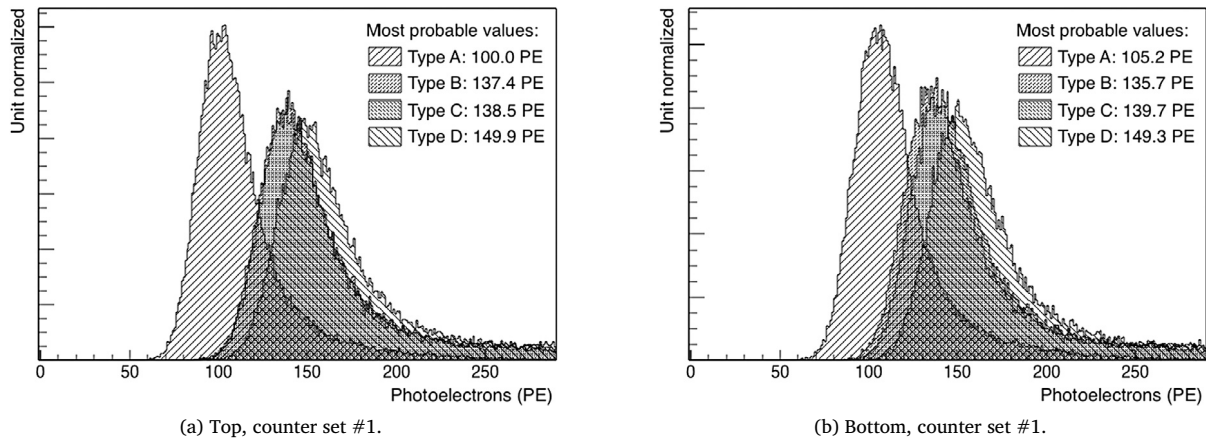 Unit normalized
Most probable values:
Type A: 100.0 PE
Type B: 137.4 PE
Type C: 138.5 PE
Type D: 149.9 PE
0 50 100 150 200 250
Photoelectrons (PE)
(a) Top, counter set #1.
Unit normalized
Most probable values:
Type A: 105.2 PE
Type B: 135.7 PE
Type C: 139.7 PE
Type D: 149.3 PE
0 50 100 150 200 250
Photoelectrons (PE)
(b) Bottom, counter set #1.